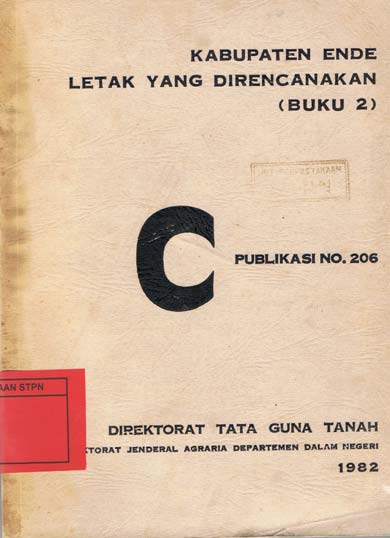 KABUPATEN ENDE
LETAK YANG DIRENCANAKAN
(BUKU 2)
C
PUBLIKASI NO. 206
AAN STPN
DIREKTORAT TATA GUNA TANAH
KTORAT JENDERAL AGRARIA DEPARTEMEN DALAM NEGERI
1982